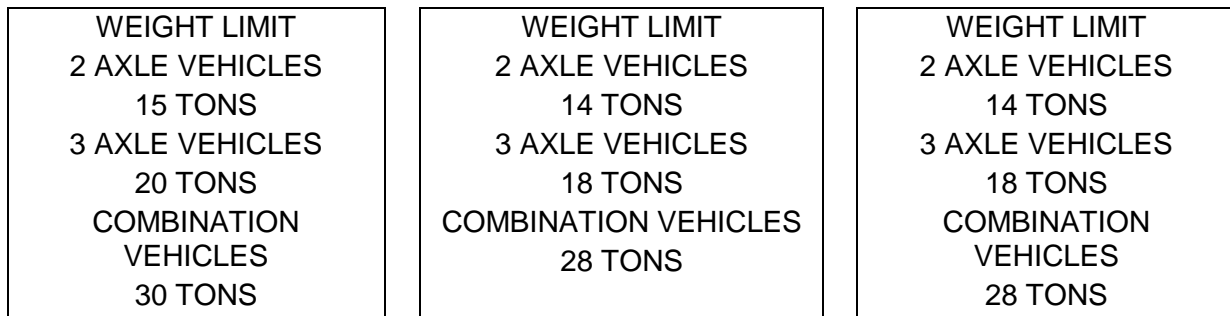 WEIGHT LIMIT
2 AXLE VEHICLES
15 TONS
3 AXLE VEHICLES
20 TONS
COMBINATION
VEHICLES
30 TONS
WEIGHT LIMIT
2 AXLE VEHICLES
14 TONS
3 AXLE VEHICLES
18 TONS
COMBINATION VEHICLES
28 TONS
WEIGHT LIMIT
2 AXLE VEHICLES
14 TONS
3 AXLE VEHICLES
18 TONS
COMBINATION
VEHICLES
28 TONS